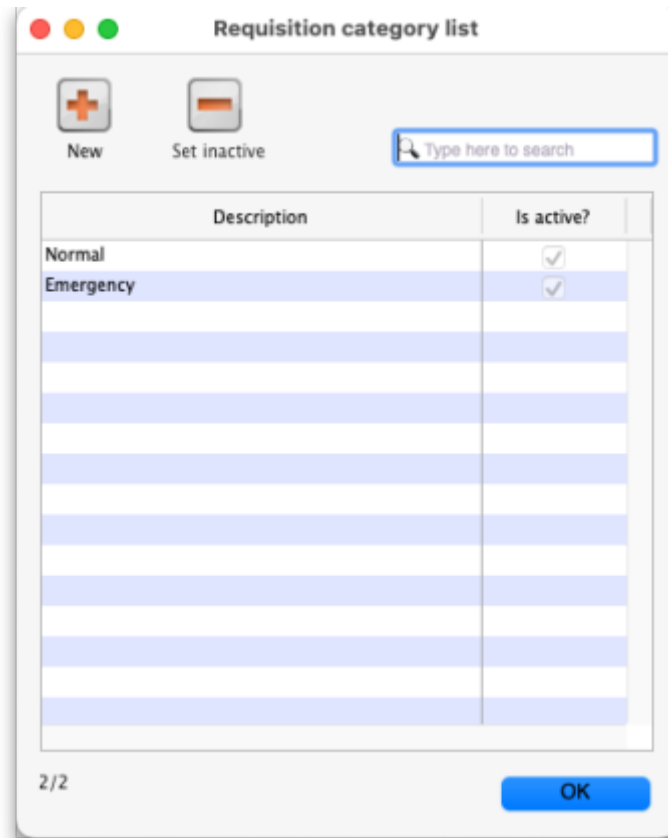 Requisition category list
New
Set inactive
Type here to search
Description
Is active?
Normal
Emergency
2/2
OK